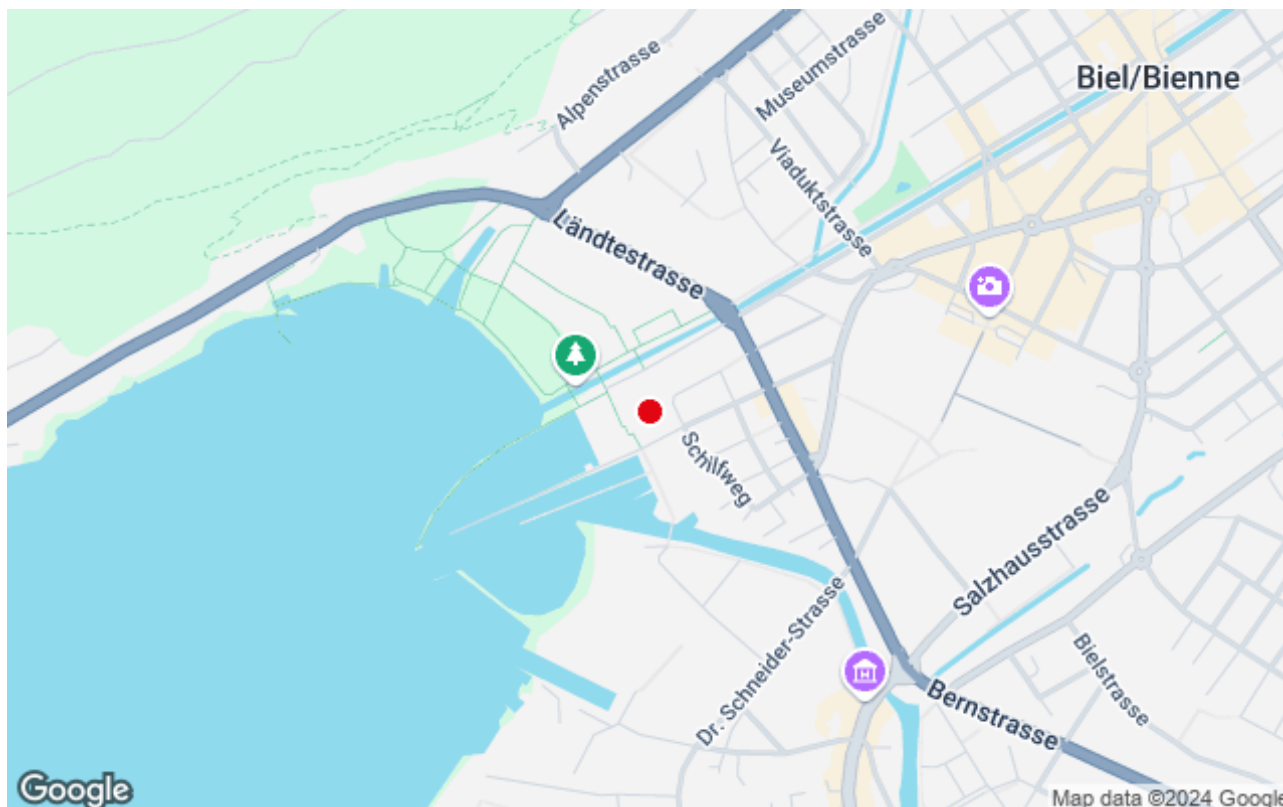 Alpenstrasse
Museumstrasse
Biel/Bienne
Viaduktstrasse
Ländtestrasse
Schilfweg
Salzhausstrasse
Dr. Schneider-Strasse
Bielstrasse
Bernstrasse
Google
Map data ©2024 Google